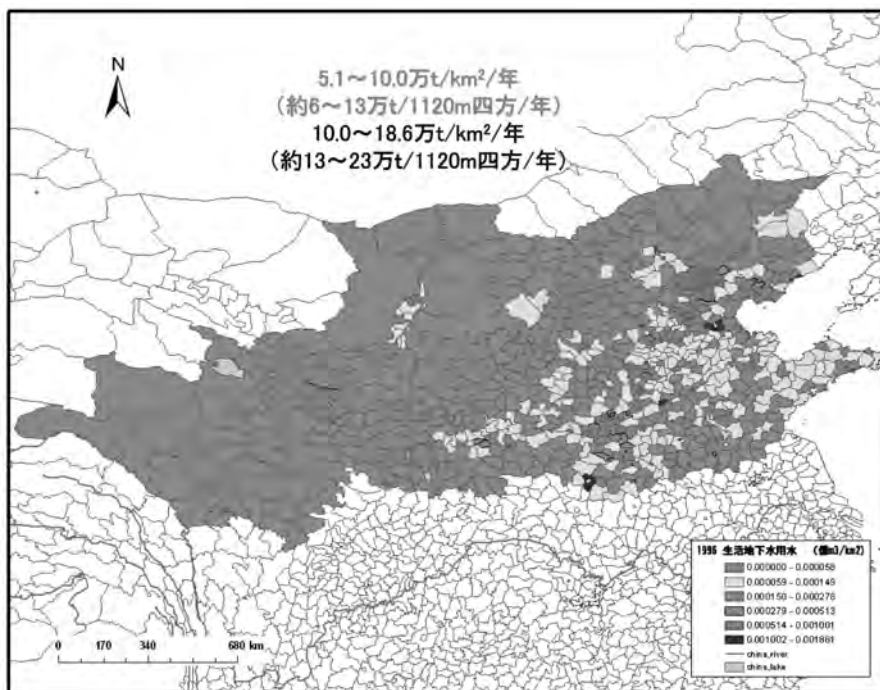 N
5.1～10.0万t/km²/年
(約6～13万t/1120m四方/年)
10.0～18.6万t/km²/年
(約13～23万t/1120m四方/年)
1996 生活地下水用水 (億m3/km2)
0.000000 - 0.000058
0.000059 - 0.000149
0.000150 - 0.000278
0.000279 - 0.000513
0.000514 - 0.001001
0.001002 - 0.001861
china_river
china_lake
0 170 340 680 km